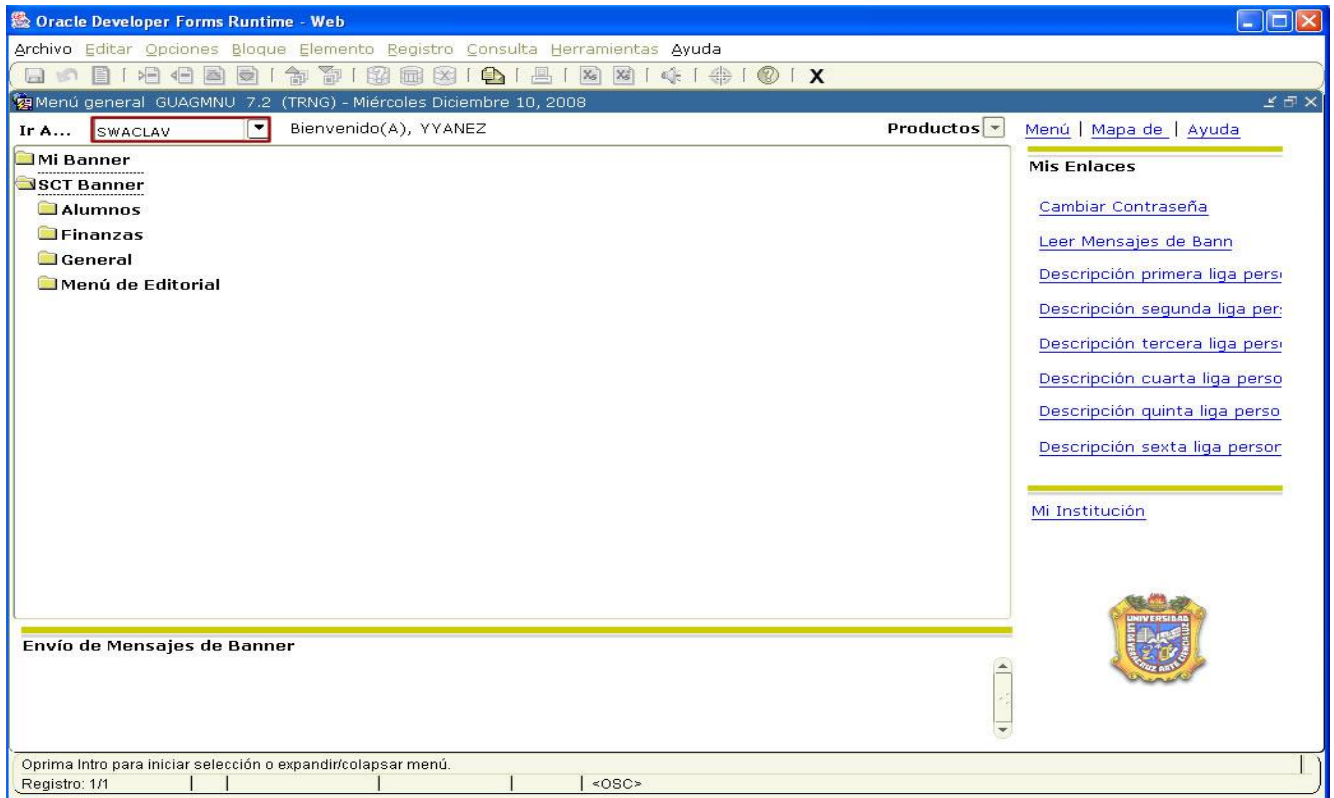 Oracle Developer Forms Runtime - Web
Archivo Editar Opciones Bloque Elemento Registro Consulta Herramientas Ayuda
X
Menú general GUAGMNU 7.2 (TRNG) - Miércoles Diciembre 10, 2008
Ir A... SWACLAV Bienvenido(A), YYANEZ Productos Menú | Mapa de | Ayuda
Mi Banner
SCT Banner
Alumnos
Finanzas
General
Menú de Editorial
Mis Enlaces
Cambiar Contraseña
Leer Mensajes de Bann
Descripción primera liga pers
Descripción segunda liga per
Descripción tercera liga pers
Descripción cuarta liga perso
Descripción quinta liga perso
Descripción sexta liga person
Mi Institución
UNIVERSIDAD
Envío de Mensajes de Banner
Oprima Intro para iniciar selección o expandir/colapsar menú.
Registro: 1/1 | | | | | <OSC>